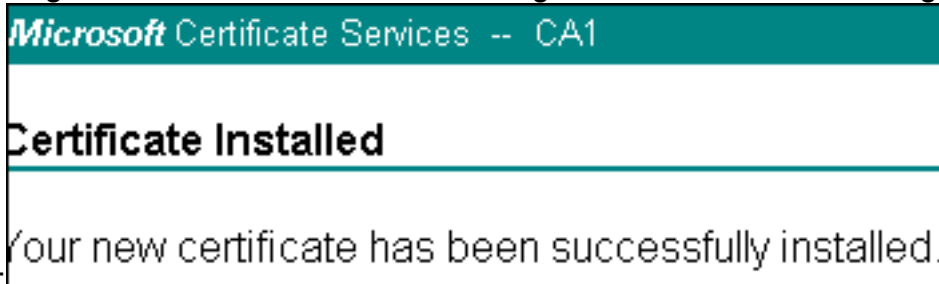 Microsoft Certificate Services -- CA1
Certificate Installed
Your new certificate has been successfully installed.